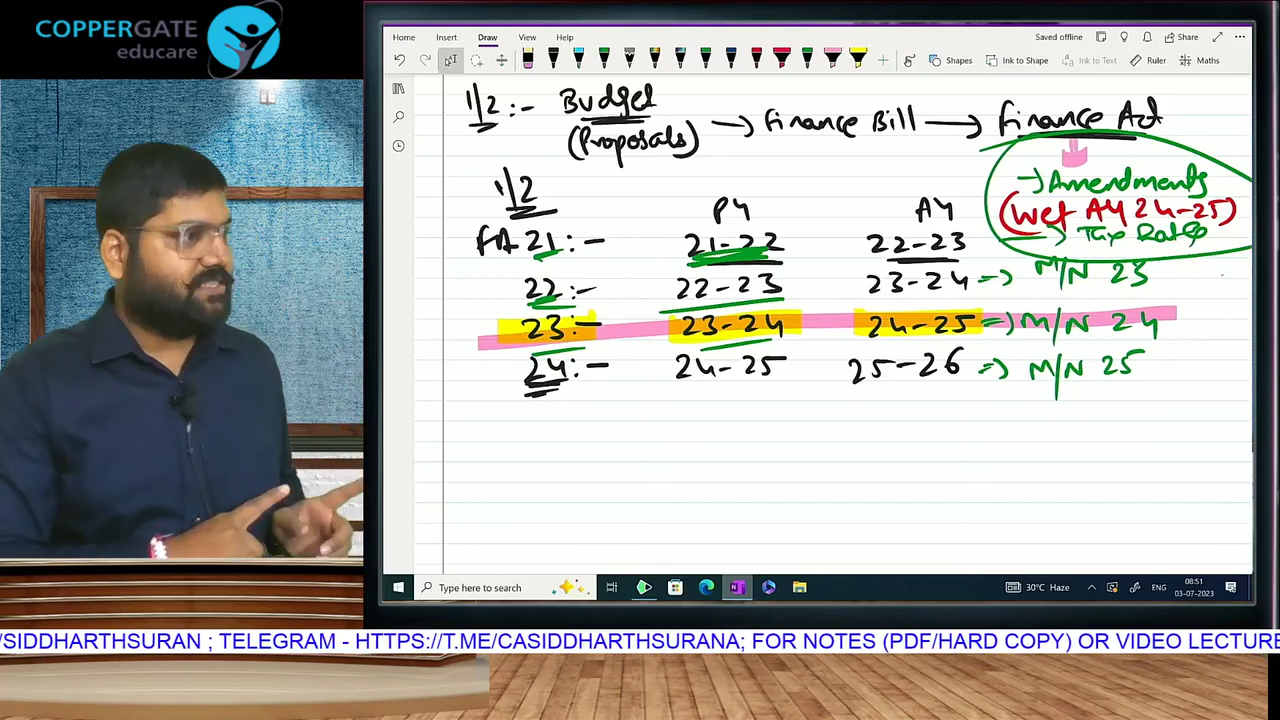 COPPERGATE
educare
Home Insert Draw View Help
Saved offline Share
Shapes Ink to Shape Ink to Text Ruler Maths
1/2 :- Budget
(Proposals) → Finance Bill → Finance Act
→ Amendments
(wef AY 24-25)
→ Tax Rates
1/2
PY AY
FA 21:- 21-22 22-23
22:- 22-23 23-24 => M/N 23
23:- 23-24 24-25 => M/N 24
24:- 24-25 25-26 => M/N 25
Type here to search
30°C Haze ENG 08:51
03-07-2023
/SIDDHARTHSURAN ; TELEGRAM - HTTPS://T.ME/CASIDDHARTHSURANA; FOR NOTES (PDF/HARD COPY) OR VIDEO LECTURE